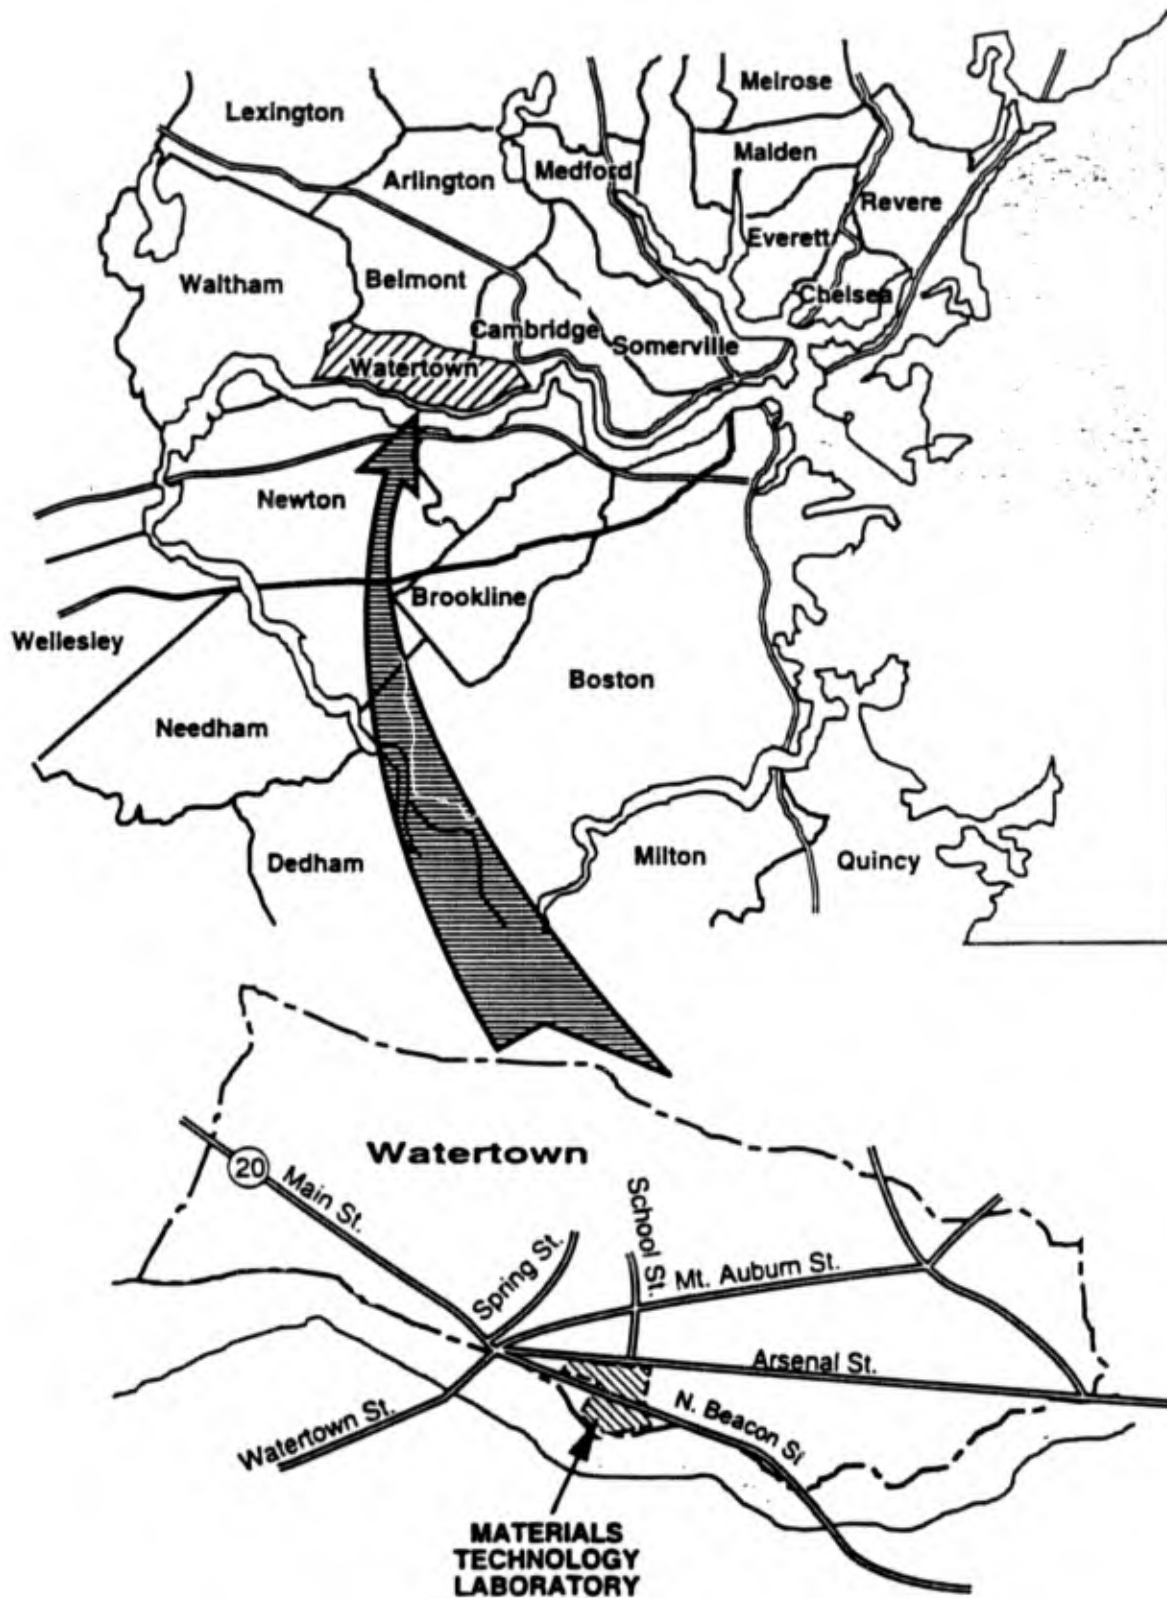 Melrose
Lexington
Malden
Medford
Arlington
Revere
Everett
Belmont
Waltham
Chelsea
Cambridge
Somerville
Watertown
Newton
Brookline
Wellesley
Boston
Needham
Dedham
Milton
Quincy
Watertown
20
Main St.
School St.
Spring St.
Mt. Auburn St.
Arsenal St.
N. Beacon St
Watertown St.
MATERIALS
TECHNOLOGY
LABORATORY